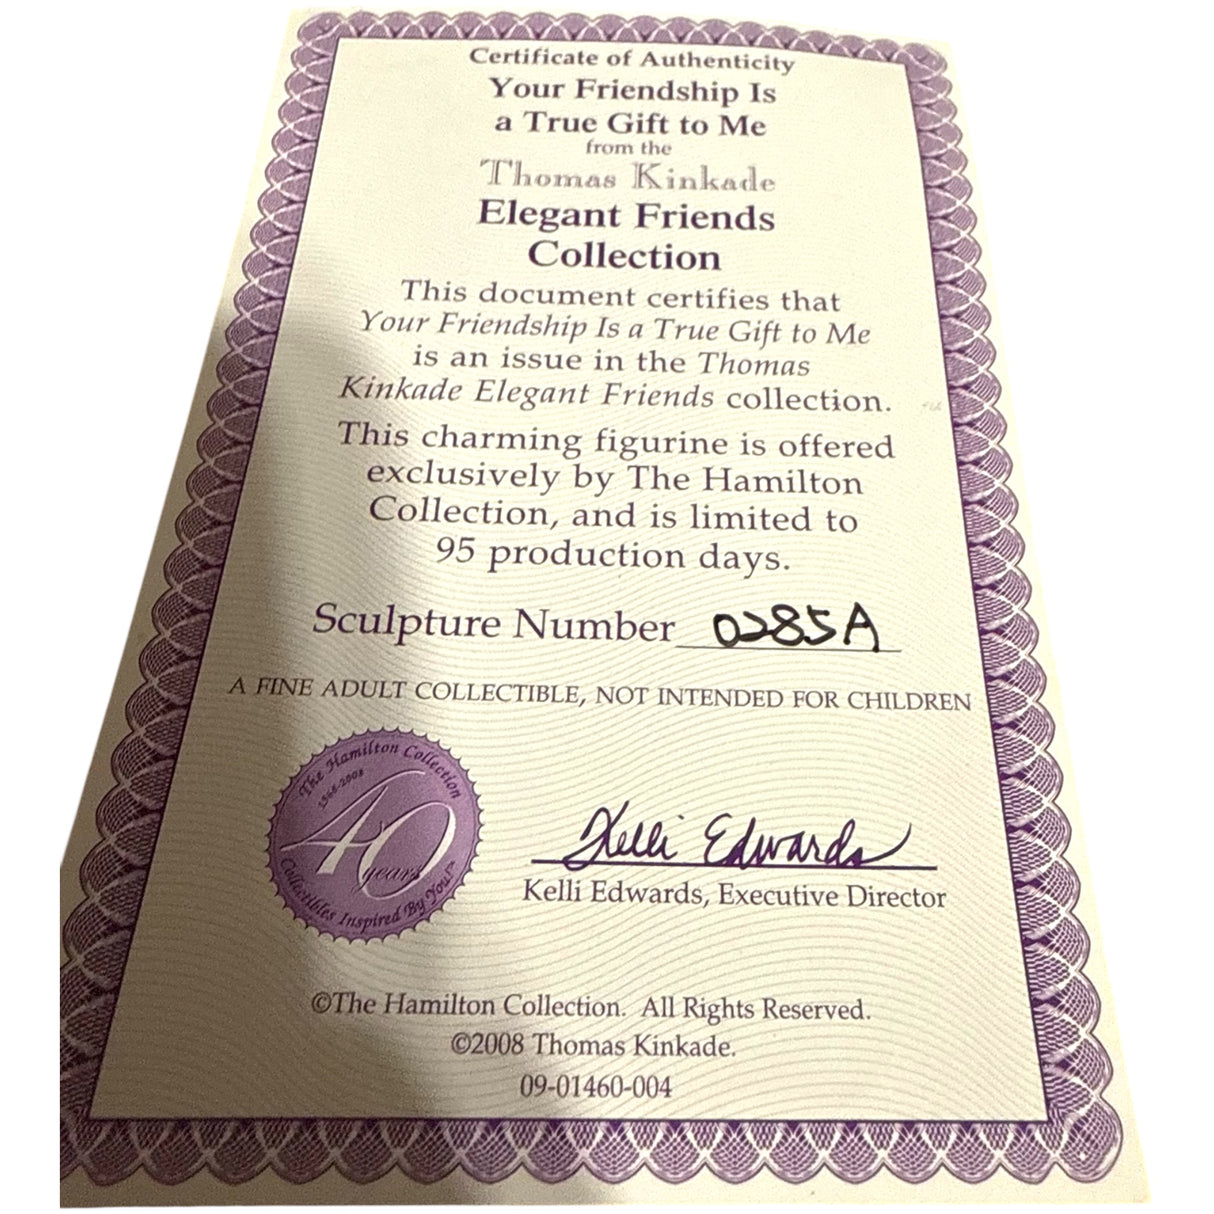 Certificate of Authenticity
Your Friendship Is
a True Gift to Me
from the
Thomas Kinkade
Elegant Friends
Collection
This document certifies that
Your Friendship Is a True Gift to Me
is an issue in the Thomas
Kinkade Elegant Friends collection.
This charming figurine is offered
exclusively by The Hamilton
Collection, and is limited to
95 production days.
Sculpture Number 0285A
A FINE ADULT COLLECTIBLE, NOT INTENDED FOR CHILDREN
The Hamilton Collection
1968-2008
40
years
Collectibles Inspired By You!™
Kelli Edwards
Kelli Edwards, Executive Director
©The Hamilton Collection. All Rights Reserved.
©2008 Thomas Kinkade.
09-01460-004